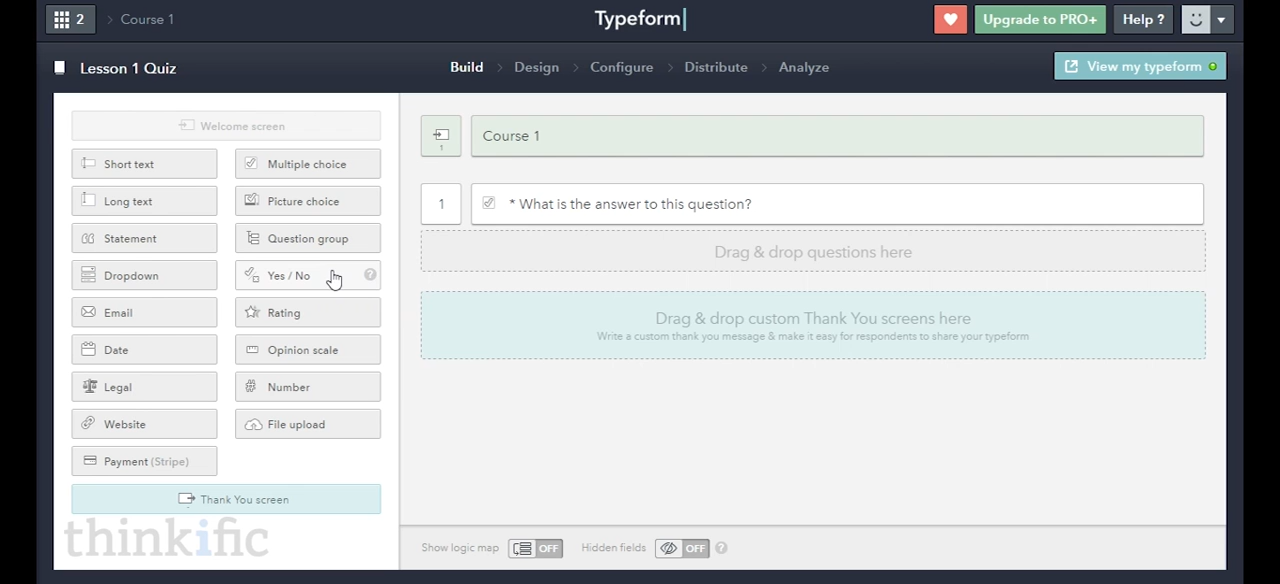 2 > Course 1
Typeform
Upgrade to PRO+
Help ?
Lesson 1 Quiz
Build > Design > Configure > Distribute > Analyze
View my typeform
Welcome screen
Short text
Multiple choice
Long text
Picture choice
Statement
Question group
Dropdown
Yes / No
?
Email
Rating
Date
Opinion scale
Legal
Number
Website
File upload
Payment (Stripe)
Thank You screen
thinkific
1
Course 1
1
* What is the answer to this question?
Drag & drop questions here
Drag & drop custom Thank You screens here
Write a custom thank you message & make it easy for respondents to share your typeform
Show logic map OFF
Hidden fields OFF ?